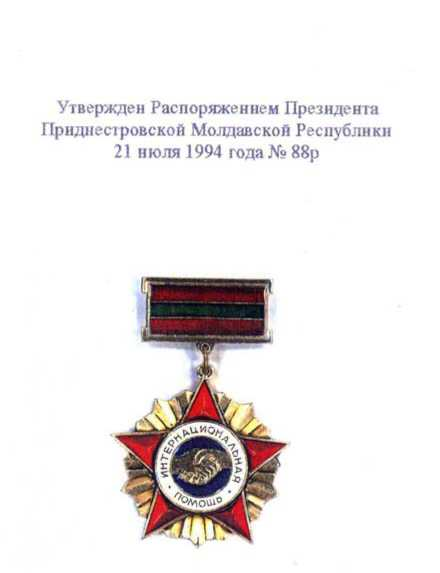 Утвержден Распоряжением Президента
Приднестровской Молдавской Республики
21 июля 1994 года № 88р
ИНТЕРНАЦИОНАЛЬНАЯ
ПОМОЩЬ